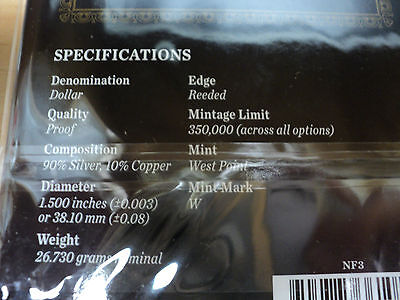 SPECIFICATIONS
Denomination
Dollar
Quality
Proof
Composition
90% Silver, 10% Copper
Diameter
1.500 inches (±0.003)
or 38.10 mm (±0.08)
Weight
26.730 grams
Edge
Reeded
Mintage Limit
350,000 (across all options)
Mint
West Point
Mint Mark
W
NF3